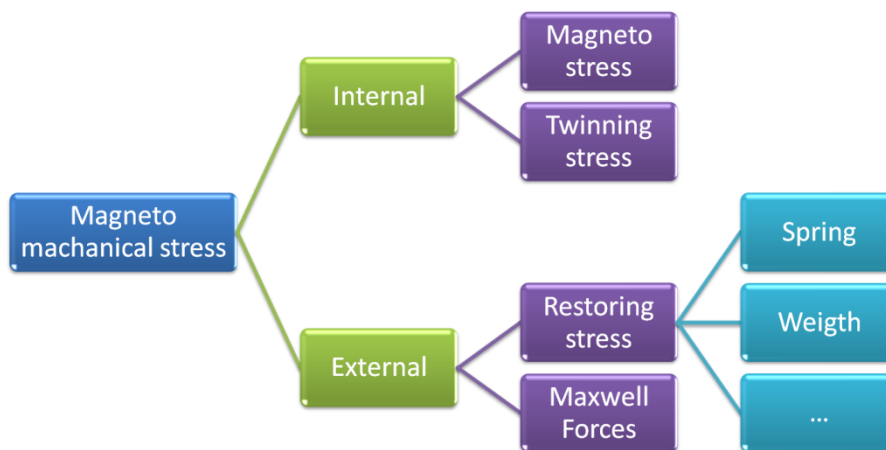 Magneto
machanical stress
Internal
Magneto
stress
Twinning
stress
External
Restoring
stress
Maxwell
Forces
Spring
Weigth
...